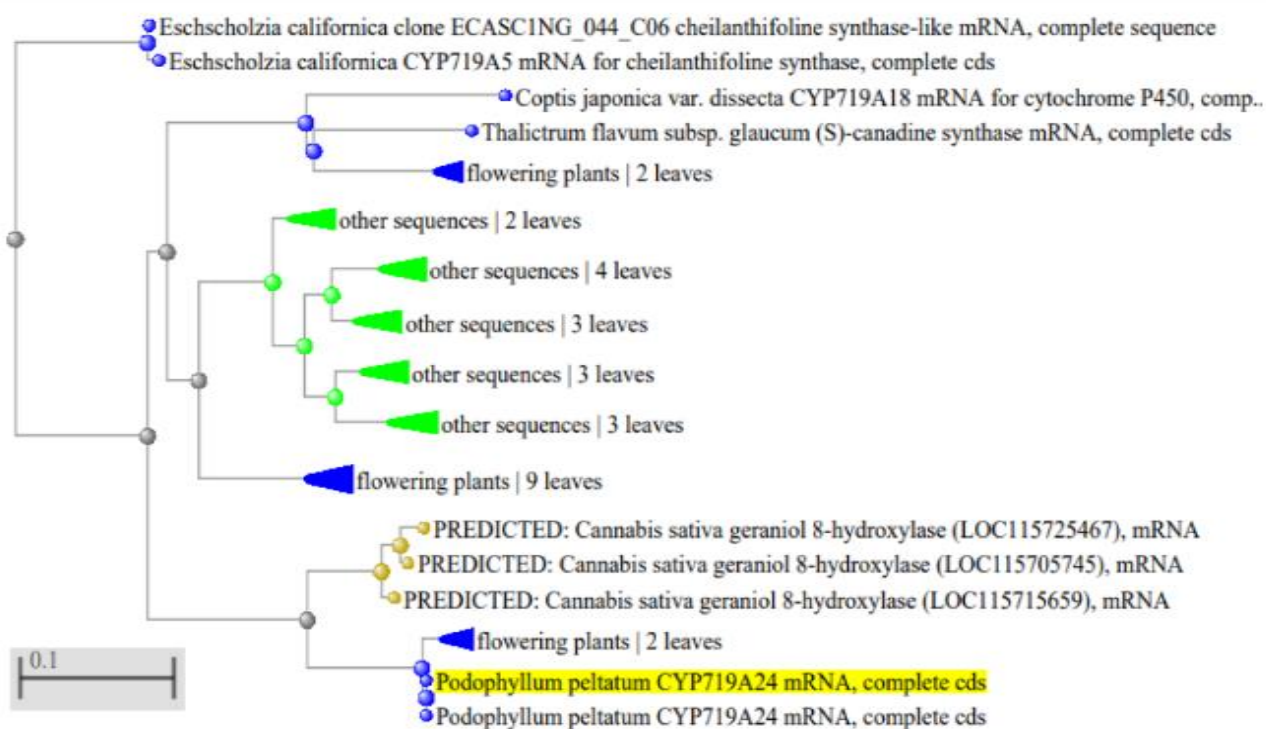 Eschscholzia californica clone ECASC1NG_044_C06 cheilanthifoline synthase-like mRNA, complete sequence
Eschscholzia californica CYP719A5 mRNA for cheilanthifoline synthase, complete cds
Coptis japonica var. dissecta CYP719A18 mRNA for cytochrome P450, comp..
Thalictrum flavum subsp. glaucum (S)-canadine synthase mRNA, complete cds
flowering plants | 2 leaves
other sequences | 2 leaves
other sequences | 4 leaves
other sequences | 3 leaves
other sequences | 3 leaves
other sequences | 3 leaves
flowering plants | 9 leaves
PREDICTED: Cannabis sativa geraniol 8-hydroxylase (LOC115725467), mRNA
PREDICTED: Cannabis sativa geraniol 8-hydroxylase (LOC115705745), mRNA
PREDICTED: Cannabis sativa geraniol 8-hydroxylase (LOC115715659), mRNA
flowering plants | 2 leaves
0.1
Podophyllum peltatum CYP719A24 mRNA, complete cds
Podophyllum peltatum CYP719A24 mRNA, complete cds